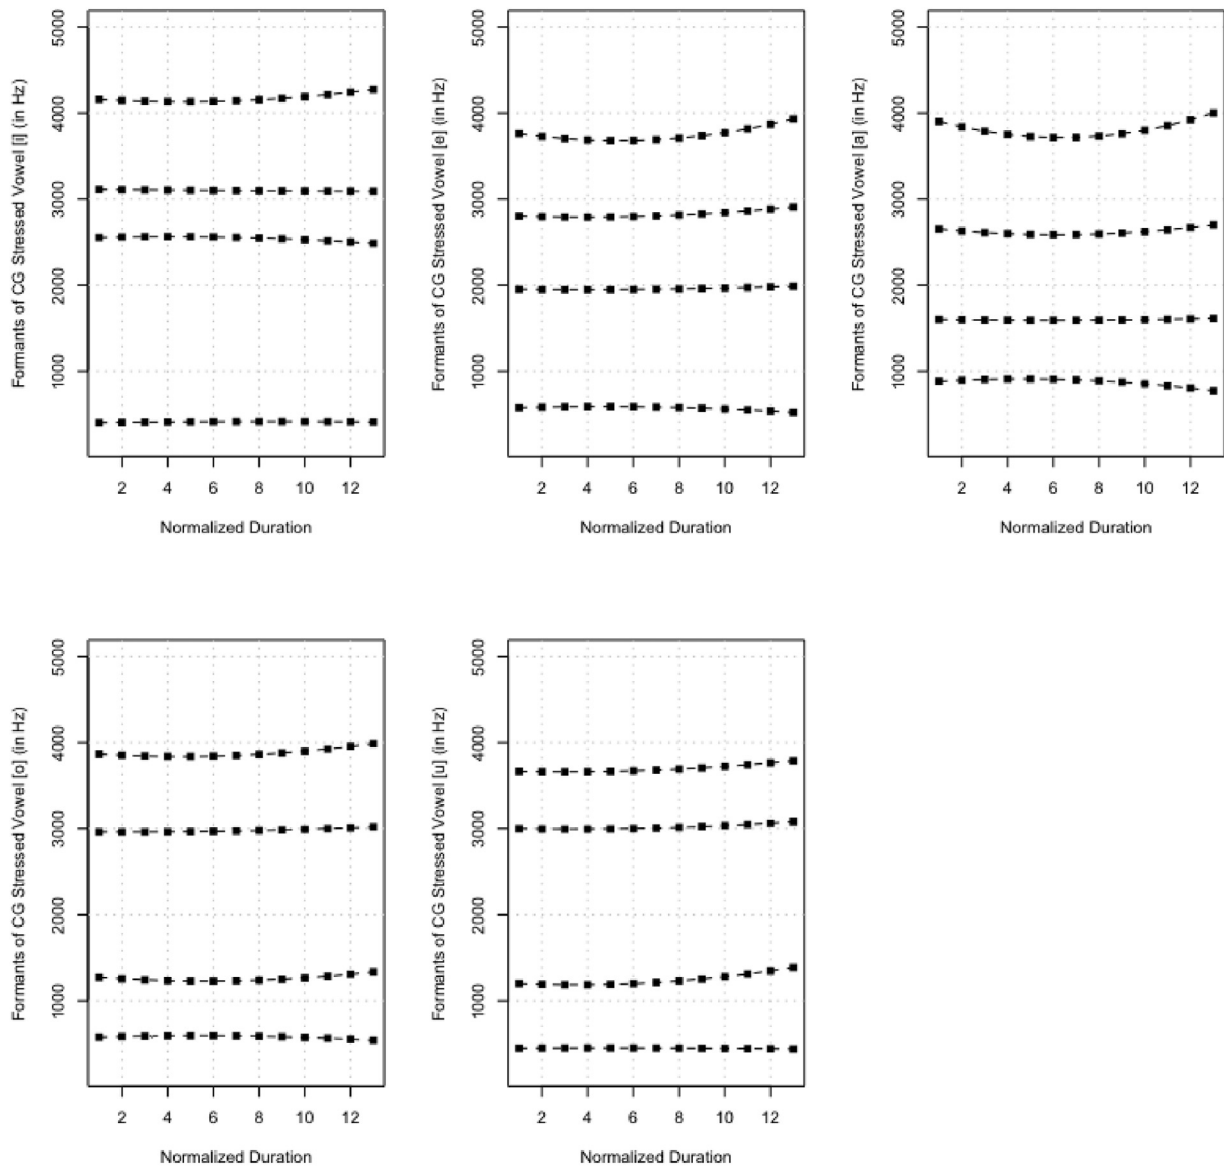 Formants of CG Stressed Vowel [i] (in Hz)
5000
4000
3000
2000
1000
2 4 6 8 10 12
Normalized Duration
Formants of CG Stressed Vowel [e] (in Hz)
5000
4000
3000
2000
1000
2 4 6 8 10 12
Normalized Duration
Formants of CG Stressed Vowel [a] (in Hz)
5000
4000
3000
2000
1000
2 4 6 8 10 12
Normalized Duration
Formants of CG Stressed Vowel [o] (in Hz)
5000
4000
3000
2000
1000
2 4 6 8 10 12
Normalized Duration
Formants of CG Stressed Vowel [u] (in Hz)
5000
4000
3000
2000
1000
2 4 6 8 10 12
Normalized Duration